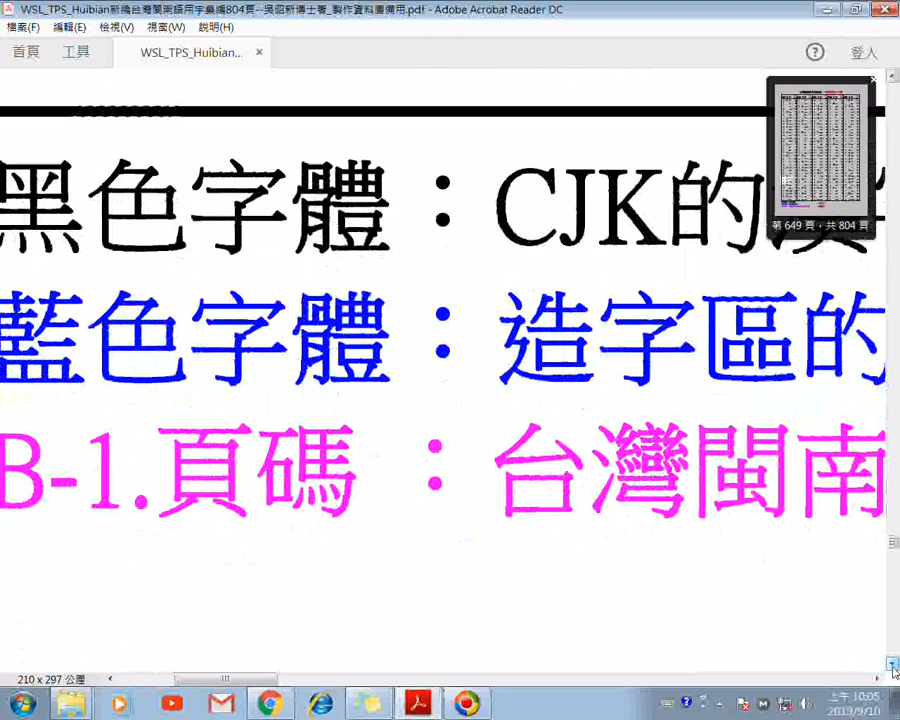 WSL_TPS_Huibian新編台灣閩南語用字彙編804頁--吳昭新博士著_製作資料庫備用.pdf - Adobe Acrobat Reader DC
檔案(F) 編輯(E) 檢視(V) 視窗(W) 說明(H)
首頁 工具 WSL_TPS_Huibian... × ? 登入
黑色字體：CJK的漢
第 649 頁，共 804 頁
藍色字體：造字區的
B-1.頁碼 ：台灣閩南
210 x 297 公厘
上午 10:05
2019/9/10